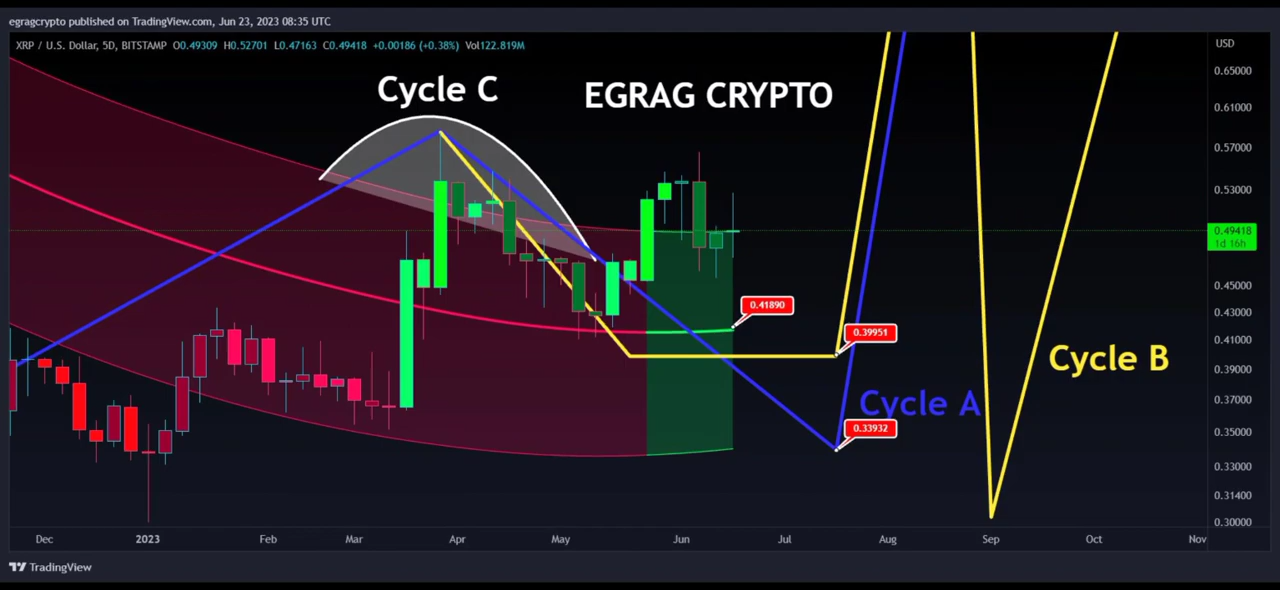 egragcrypto published on TradingView.com, Jun 23, 2023 08:35 UTC
XRP / U.S. Dollar, 5D, BITSTAMP O0.49309 H0.52701 L0.47163 C0.49418 +0.00186 (+0.38%) Vol122.819M
USD
Cycle C
EGRAG CRYPTO
0.65000
0.61000
0.57000
0.53000
0.49418
1d 16h
0.45000
0.43000
0.41000
0.39000
0.37000
0.35000
0.33000
0.31400
0.30000
0.41890
0.39951
Cycle B
Cycle A
0.33932
Dec 2023 Feb Mar Apr May Jun Jul Aug Sep Oct Nov
TradingView